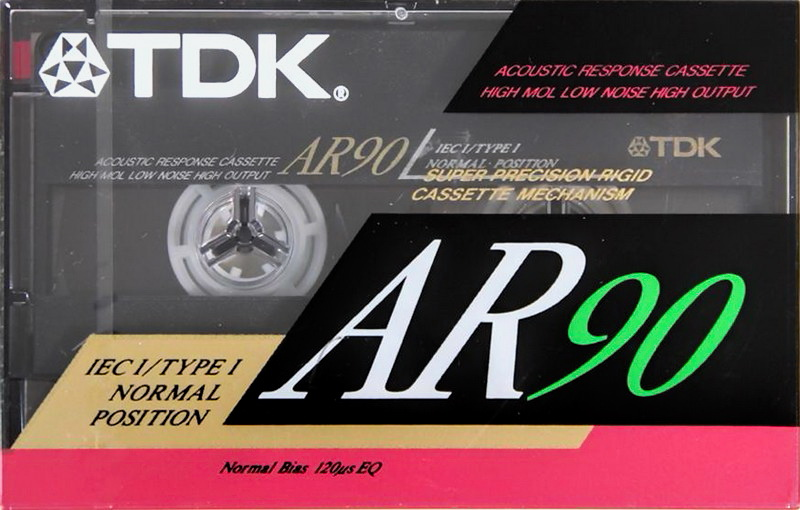 TDK®
ACOUSTIC RESPONSE CASSETTE
HIGH MOL LOW NOISE HIGH OUTPUT
ACOUSTIC RESPONSE CASSETTE
HIGH MOL LOW NOISE HIGH OUTPUT
AR90
IEC I/TYPE I
NORMAL·POSITION
TDK
SUPER PRECISION RIGID
CASSETTE MECHANISM
AR90
IEC I/TYPE I
NORMAL
POSITION
Normal Bias 120μs EQ